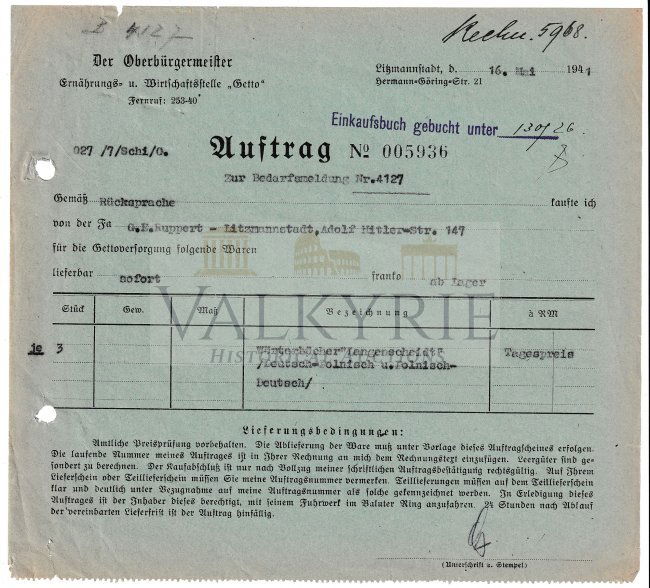 B 4127
Rechn. 5968.
Der Oberbürgermeister
Ernährungs- u. Wirtschaftsstelle „Getto"
Fernruf: 253-40
Litzmannstadt, d. 16. Mai 1941
Hermann-Göring-Str. 21
Einkaufsbuch gebucht unter 130/26
027 /7/Schi/G.
Auftrag № 005936
Zur Bedarfsmeldung Nr. 4127
Gemäß Rücksprache kaufte ich
von der Fa G.E.Ruppert - Litzmannstadt, Adolf Hitler-Str. 147
für die Gettoversorgung folgende Waren
lieferbar sofort franko ab Lager
Stück Gew. Maß Bezeichnung à RM
je 3 Wörterbücher "Langenscheidt" Tagespreis
/Deutsch-Polnisch u.Polnisch-
Deutsch/
VALKYRIE
HISTORICAL AUCTIONS
Lieferungsbedingungen:
Amtliche Preisprüfung vorbehalten. Die Ablieferung der Ware muß unter Vorlage dieses Auftragscheines erfolgen.
Die laufende Nummer meines Auftrages ist in Ihrer Rechnung an mich dem Rechnungstext einzufügen. Leergüter sind ge-
sondert zu berechnen. Der Kaufabschluß ist nur nach Vollzug meiner schriftlichen Auftragsbestätigung rechtsgültig. Auf Ihrem
Lieferschein oder Teillieferschein müssen Sie meine Auftragsnummer vermerken. Teillieferungen müssen auf dem Teillieferschein
klar und deutlich unter Bezugnahme auf meine Auftragsnummer als solche gekennzeichnet werden. In Erledigung dieses
Auftrages ist der Inhaber dieses berechtigt, mit seinem Fuhrwerk im Baluter Ring anzufahren. 24 Stunden nach Ablauf
der vereinbarten Lieferfrist ist der Auftrag hinfällig.
(Unterschrift u. Stempel)